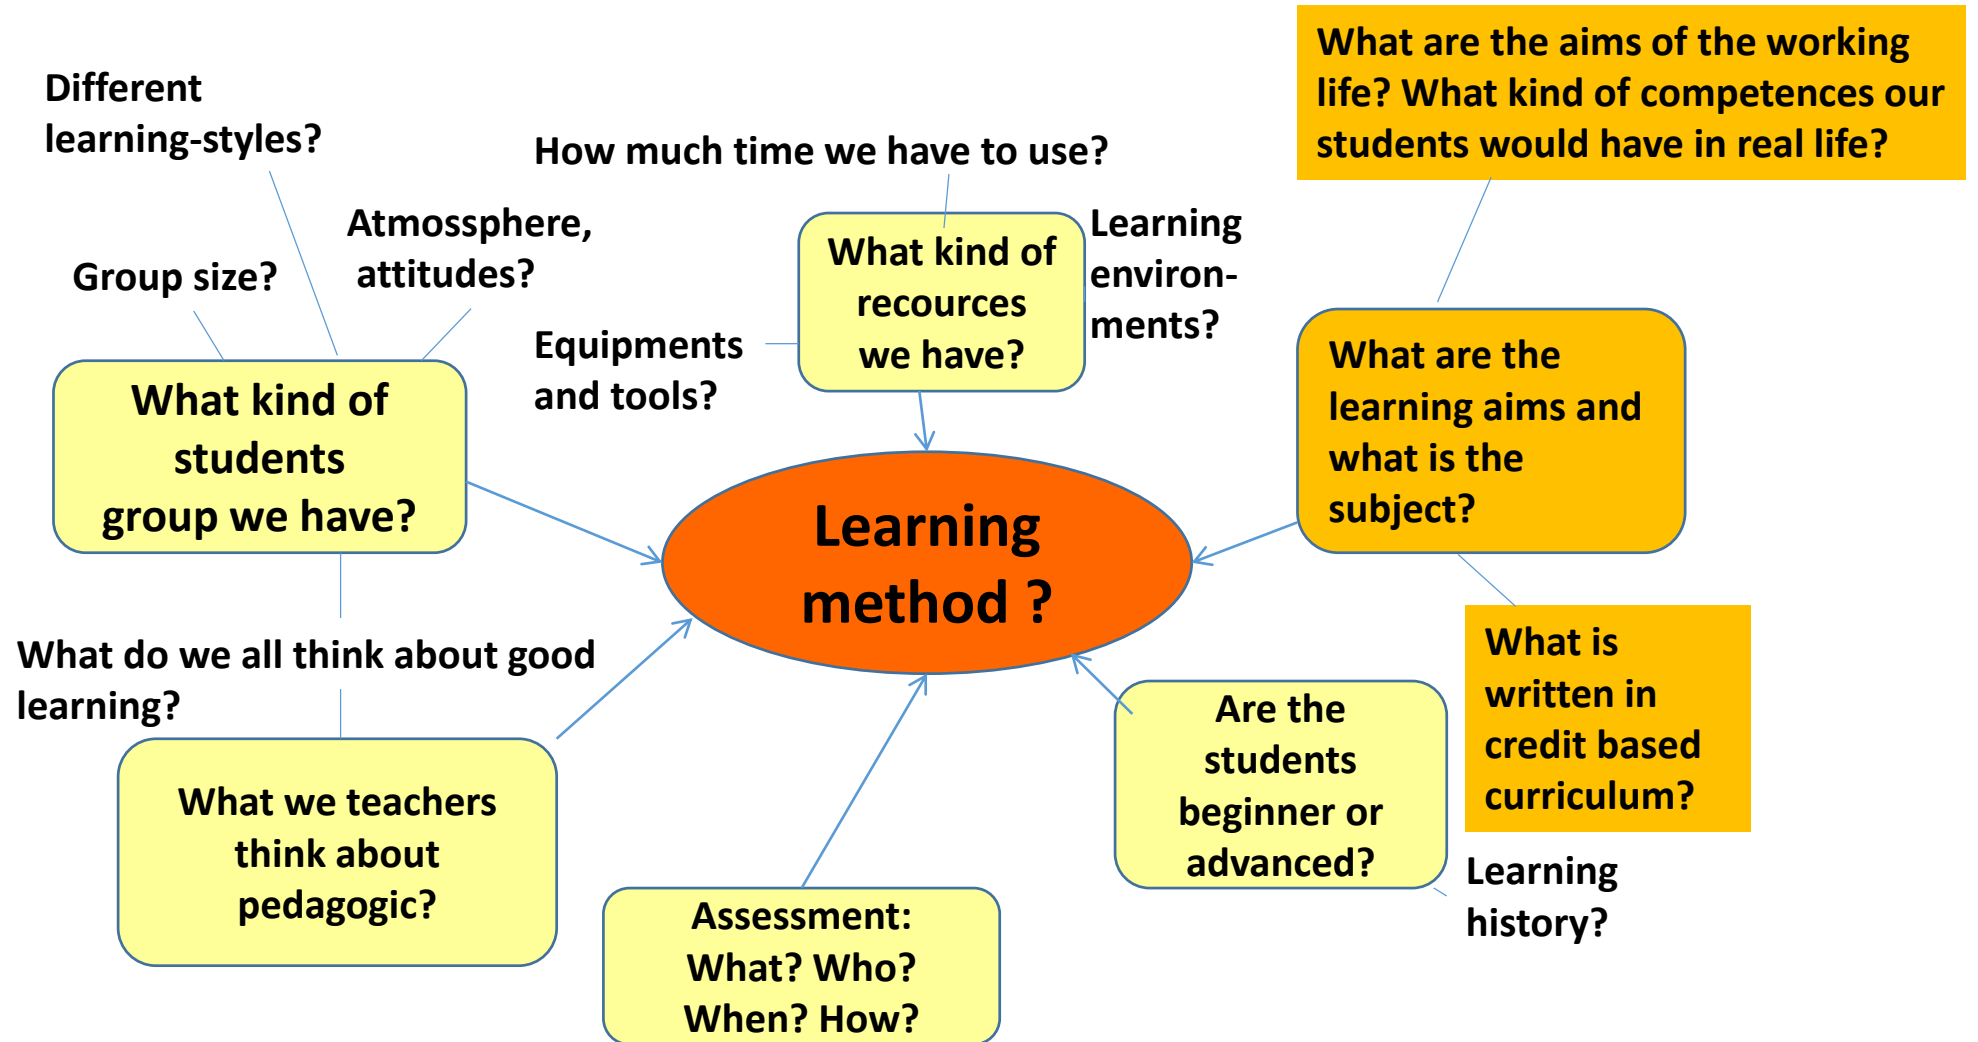 Different
learning-styles?
Group size?
Atmossphere,
attitudes?
What kind of
students
group we have?
How much time we have to use?
What kind of
recources
we have?
Learning
environ-
ments?
Equipments
and tools?
What are the aims of the working
life? What kind of competences our
students would have in real life?
What are the
learning aims and
what is the
subject?
Learning
method ?
What is
written in
credit based
curriculum?
What do we all think about good
learning?
What we teachers
think about
pedagogic?
Assessment:
What? Who?
When? How?
Are the
students
beginner or
advanced?
Learning
history?